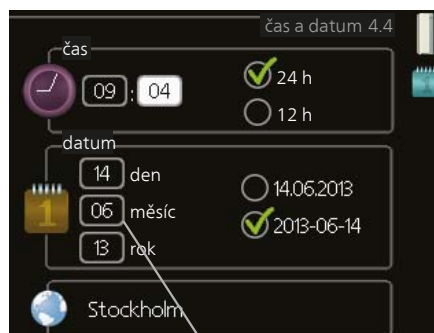 čas a datum 4.4
čas
09 : 04
24 h
12 h
datum
14 den
06 měsíc
13 rok
14.06.2013
2013-06-14
1
Stockholm